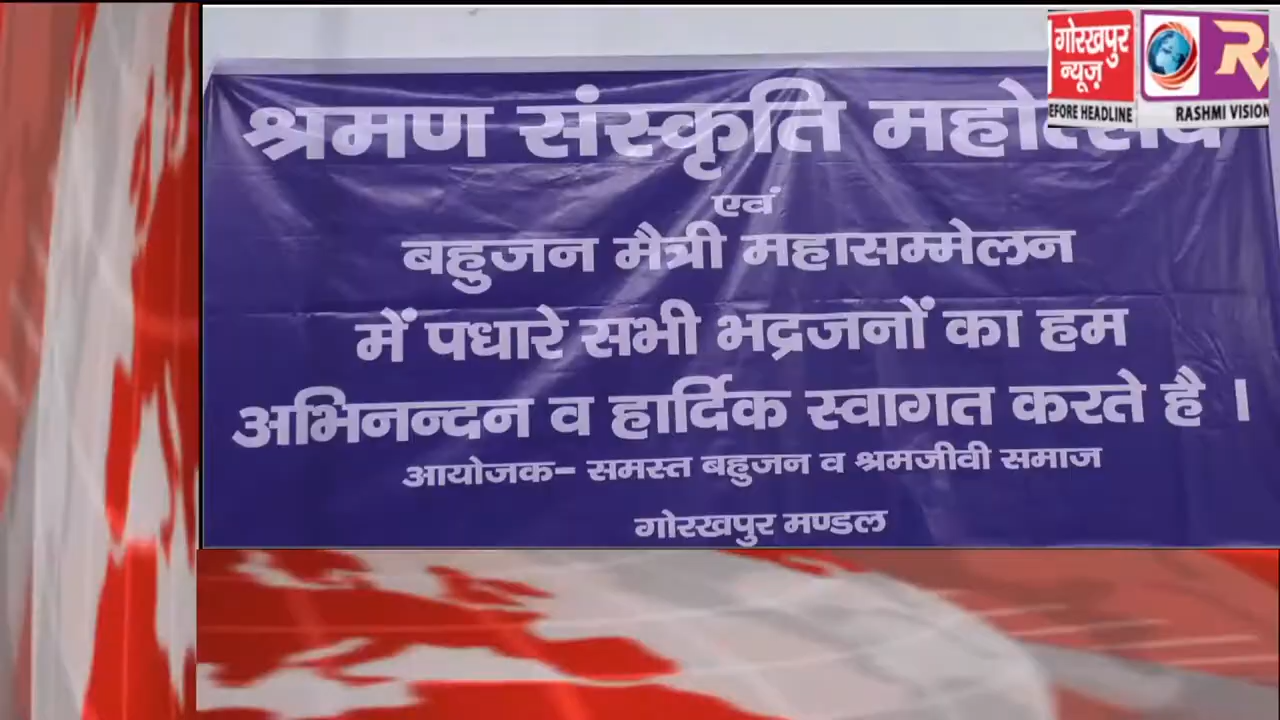 श्रमण संस्कृति महोत्सव
एवं
बहुजन मैत्री महासम्मेलन
में पधारे सभी भद्रजनों का हम
अभिनन्दन व हार्दिक स्वागत करते है ।
आयोजक- समस्त बहुजन व श्रमजीवी समाज
गोरखपुर मण्डल
गोरखपुर
न्यूज़
EFORE HEADLINE
RV
RASHMI VISION